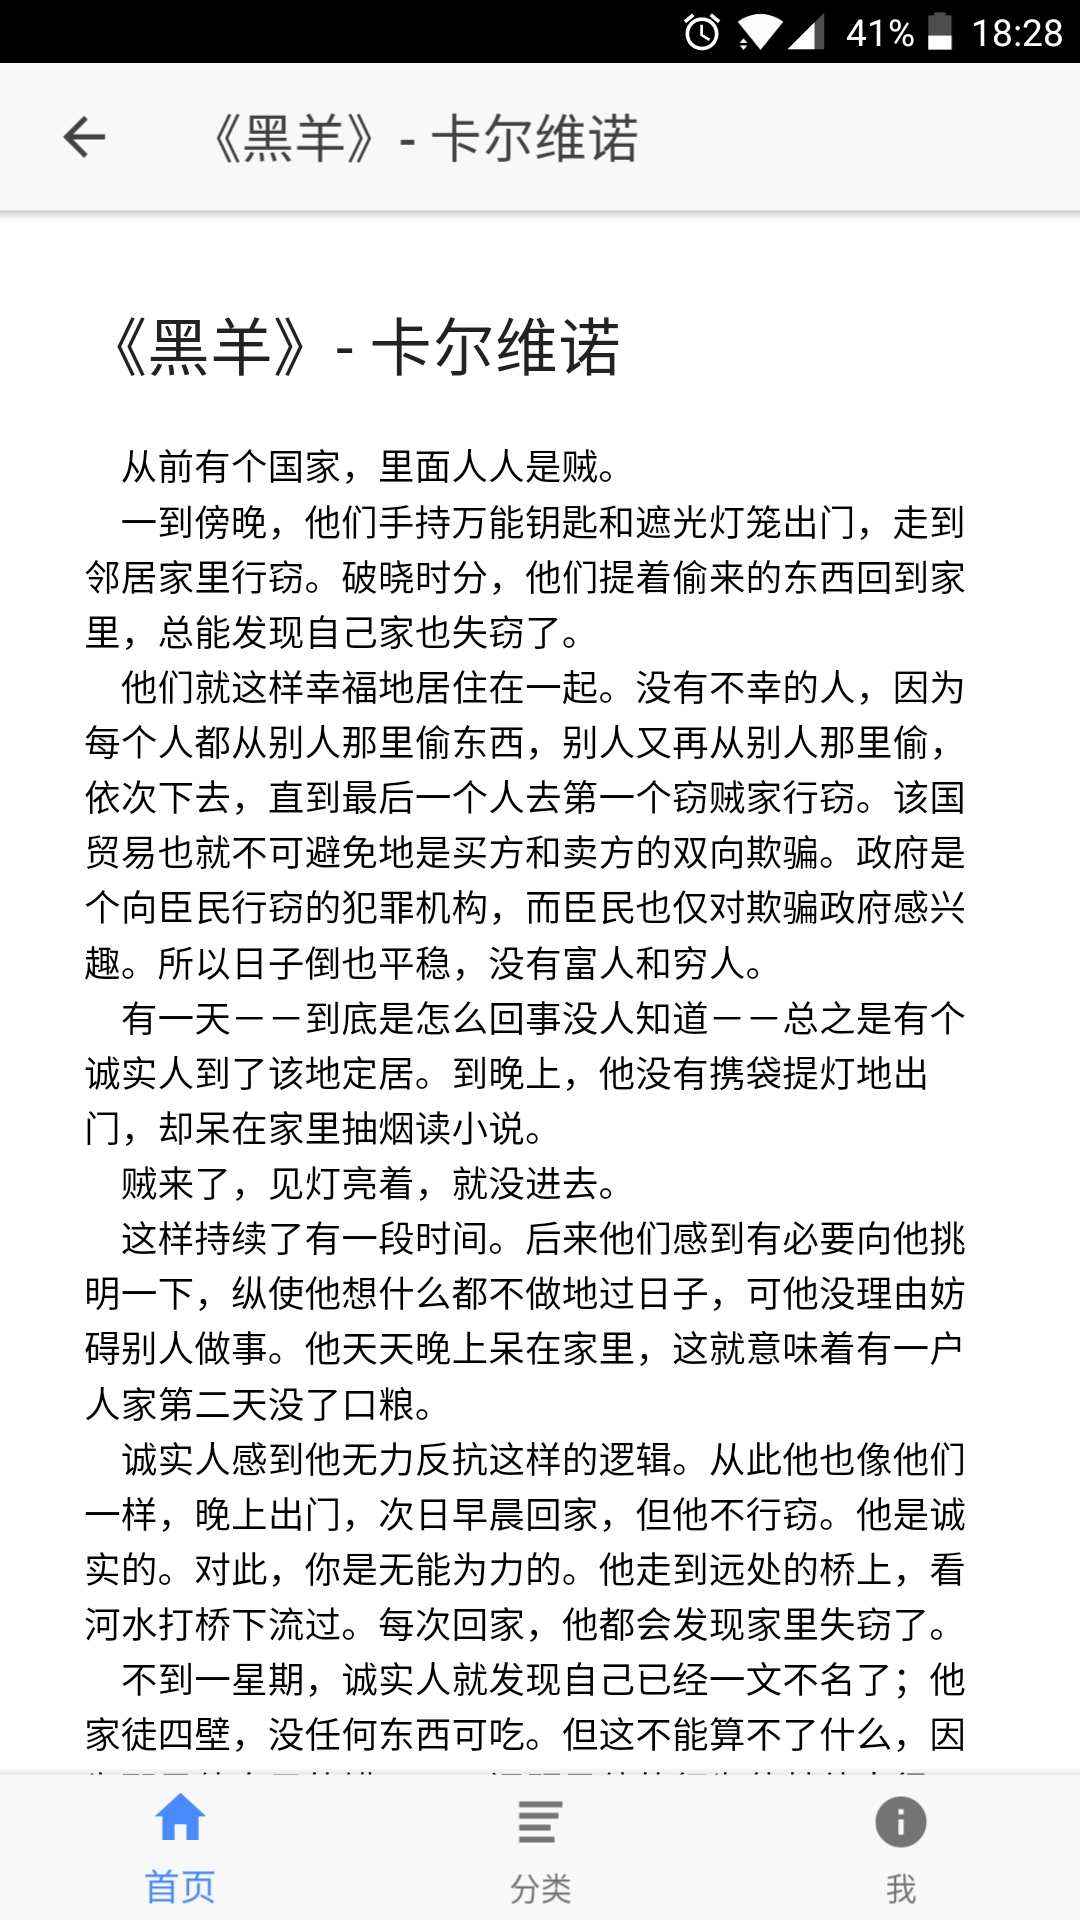 41% 18:28
《黑羊》- 卡尔维诺
《黑羊》- 卡尔维诺
从前有个国家，里面人人是贼。
一到傍晚，他们手持万能钥匙和遮光灯笼出门，走到
邻居家里行窃。破晓时分，他们提着偷来的东西回到家
里，总能发现自己家也失窃了。
他们就这样幸福地居住在一起。没有不幸的人，因为
每个人都从别人那里偷东西，别人又再从别人那里偷，
依次下去，直到最后一个人去第一个窃贼家行窃。该国
贸易也就不可避免地是买方和卖方的双向欺骗。政府是
个向臣民行窃的犯罪机构，而臣民也仅对欺骗政府感兴
趣。所以日子倒也平稳，没有富人和穷人。
有一天－－到底是怎么回事没人知道－－总之是有个
诚实人到了该地定居。到晚上，他没有携袋提灯地出
门，却呆在家里抽烟读小说。
贼来了，见灯亮着，就没进去。
这样持续了有一段时间。后来他们感到有必要向他挑
明一下，纵使他想什么都不做地过日子，可他没理由妨
碍别人做事。他天天晚上呆在家里，这就意味着有一户
人家第二天没了口粮。
诚实人感到他无力反抗这样的逻辑。从此他也像他们
一样，晚上出门，次日早晨回家，但他不行窃。他是诚
实的。对此，你是无能为力的。他走到远处的桥上，看
河水打桥下流过。每次回家，他都会发现家里失窃了。
不到一星期，诚实人就发现自己已经一文不名了；他
家徒四壁，没任何东西可吃。但这不能算不了什么，因
首页 分类 我